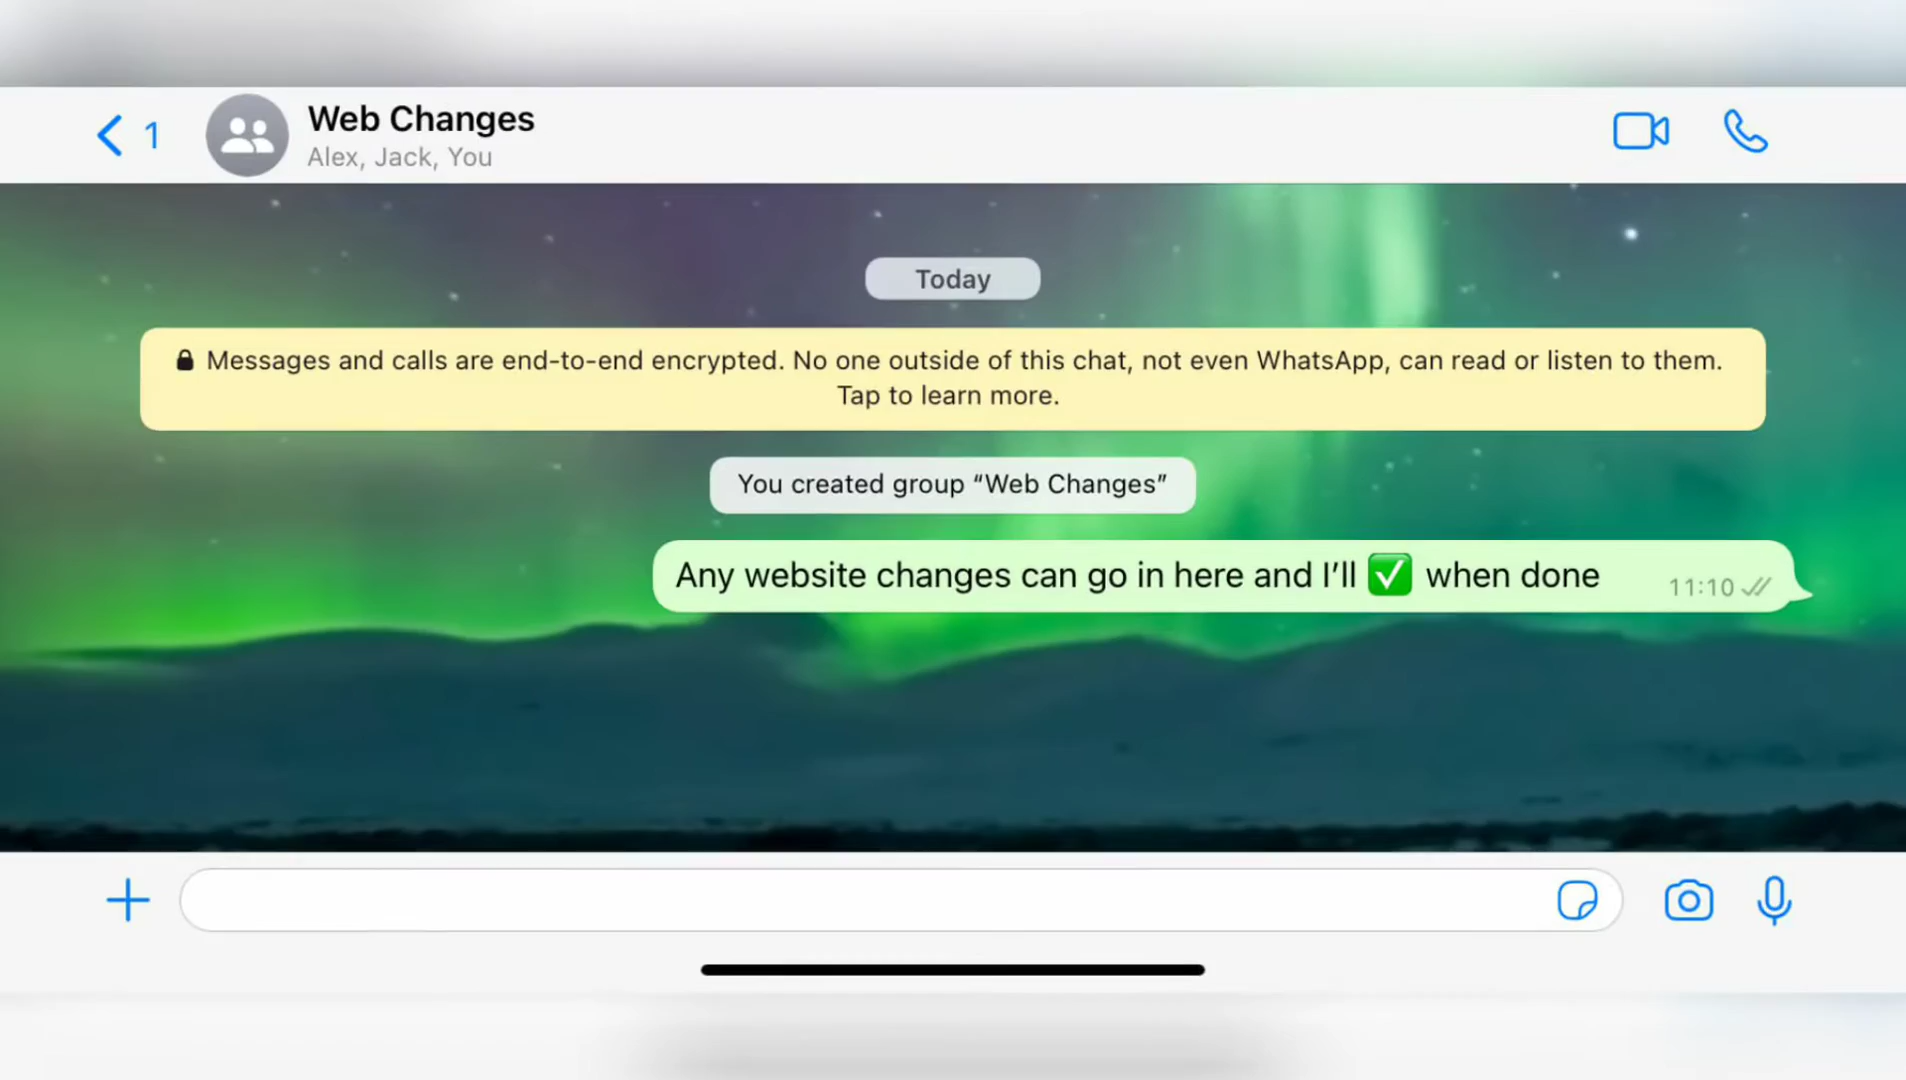 1
Web Changes
Alex, Jack, You
Today
Messages and calls are end-to-end encrypted. No one outside of this chat, not even WhatsApp, can read or listen to them.
Tap to learn more.
You created group “Web Changes”
Any website changes can go in here and I’ll ✅ when done
11:10